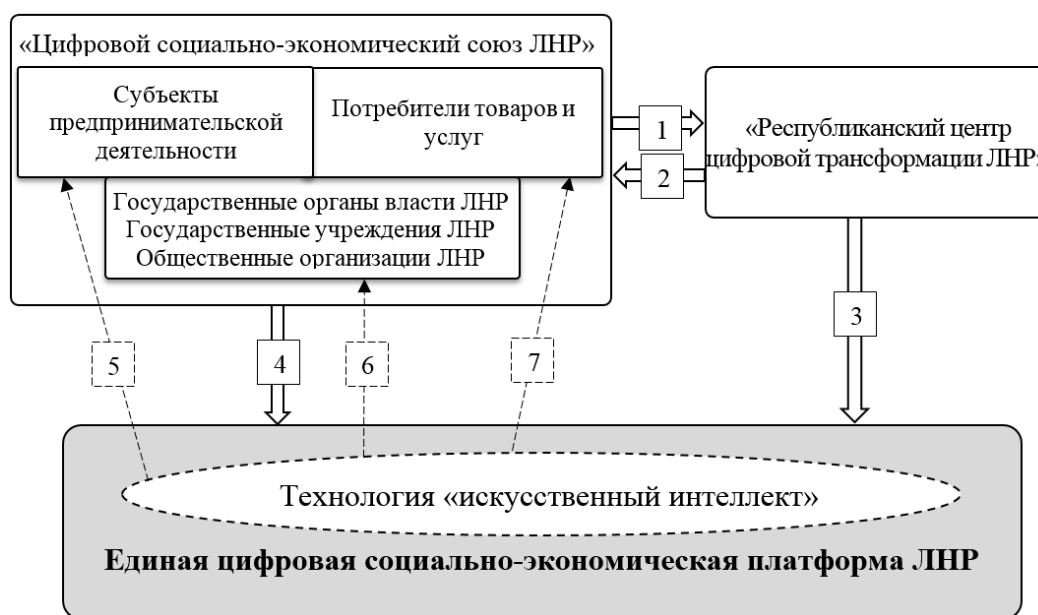 «Цифровой социально-экономический союз ЛНР»
Субъекты
предпринимательской
деятельности
Потребители товаров и
услуг
Государственные органы власти ЛНР
Государственные учреждения ЛНР
Общественные организации ЛНР
1
2
«Республиканский центр
цифровой трансформации ЛНР»
3
4
5
6
7
Технология «искусственный интеллект»
Единая цифровая социально-экономическая платформа ЛНР